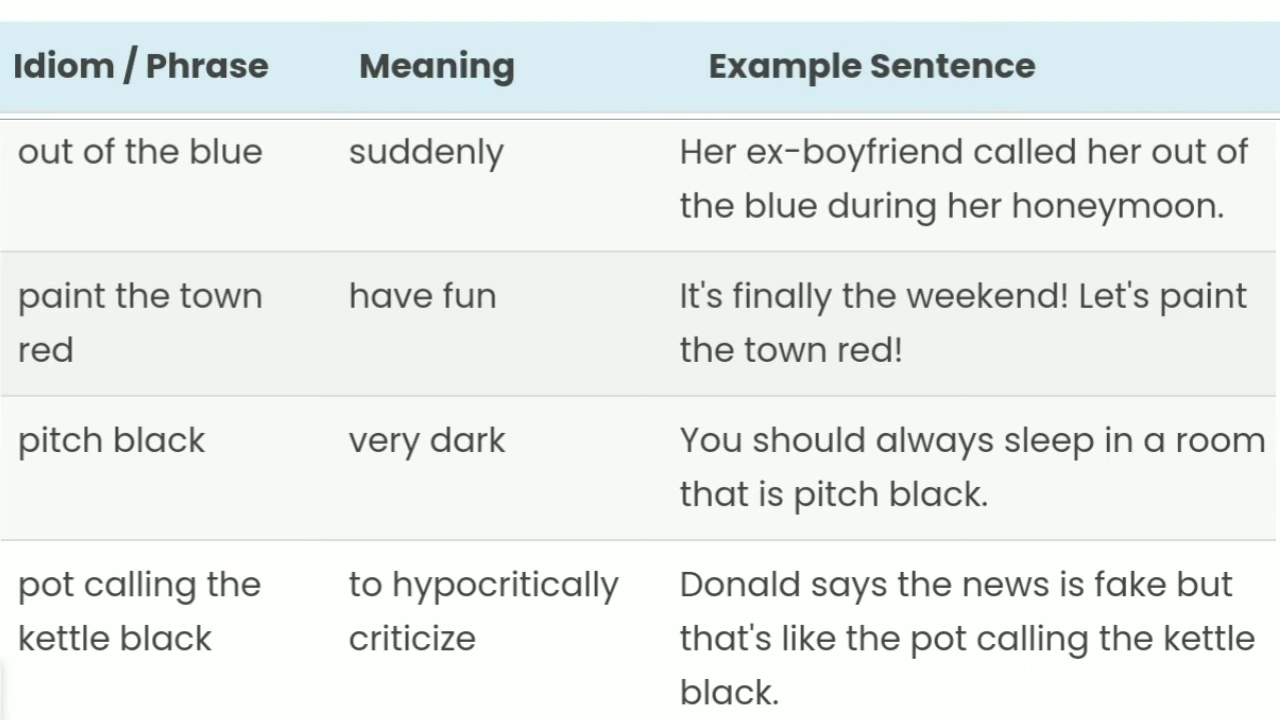 Idiom / Phrase Meaning Example Sentence
out of the blue suddenly Her ex-boyfriend called her out of
the blue during her honeymoon.
paint the town have fun It's finally the weekend! Let's paint
red the town red!
pitch black very dark You should always sleep in a room
that is pitch black.
pot calling the to hypocritically Donald says the news is fake but
kettle black criticize that's like the pot calling the kettle
black.